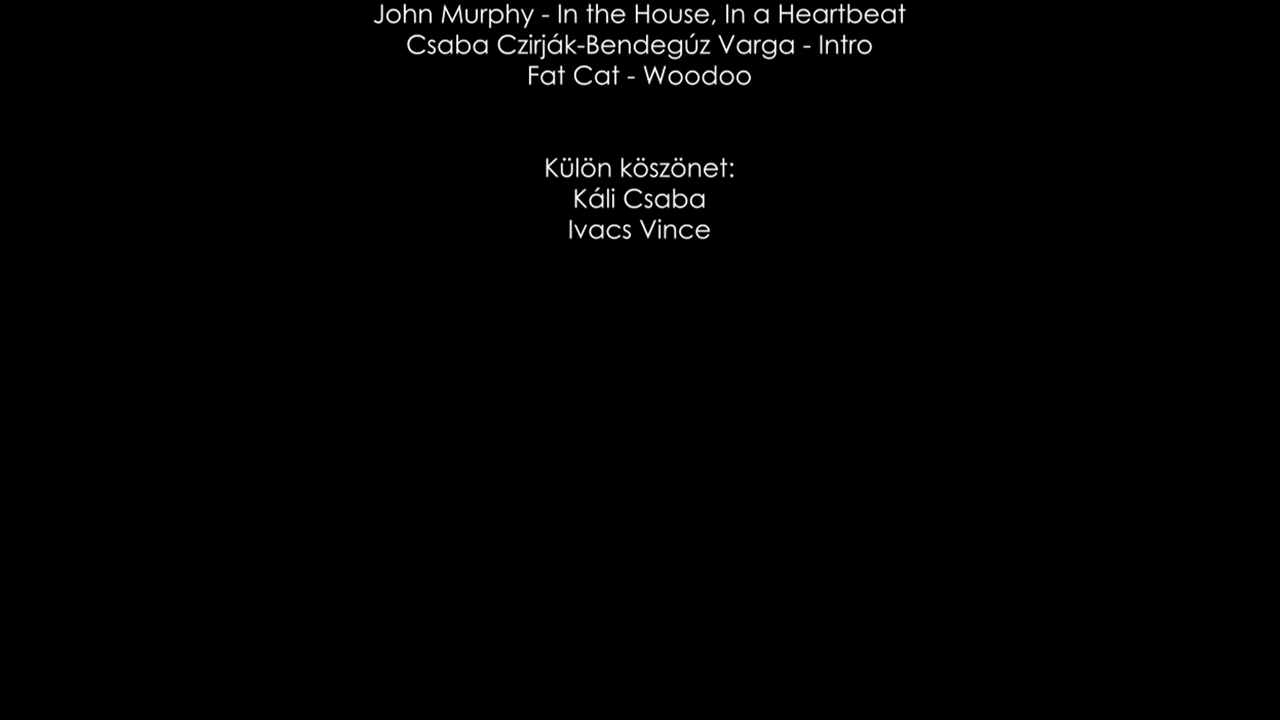 John Murphy - In the House, In a Heartbeat
Csaba Czirják-Bendegúz Varga - Intro
Fat Cat - Woodoo
Külön köszönet:
Káli Csaba
Ivacs Vince